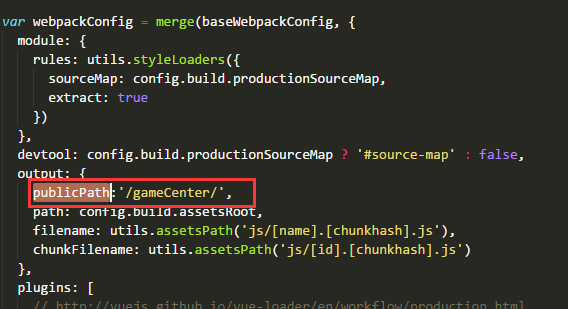 var webpackConfig = merge(baseWebpackConfig, {
  module: {
    rules: utils.styleLoaders({
      sourceMap: config.build.productionSourceMap,
      extract: true
    })
  },
  devtool: config.build.productionSourceMap ? '#source-map' : false,
  output: {
    publicPath:'/gameCenter/',
    path: config.build.assetsRoot,
    filename: utils.assetsPath('js/[name].[chunkhash].js'),
    chunkFilename: utils.assetsPath('js/[id].[chunkhash].js')
  },
  plugins: [
    // http://vuejs.github.io/vue-loader/en/workflow/production.html